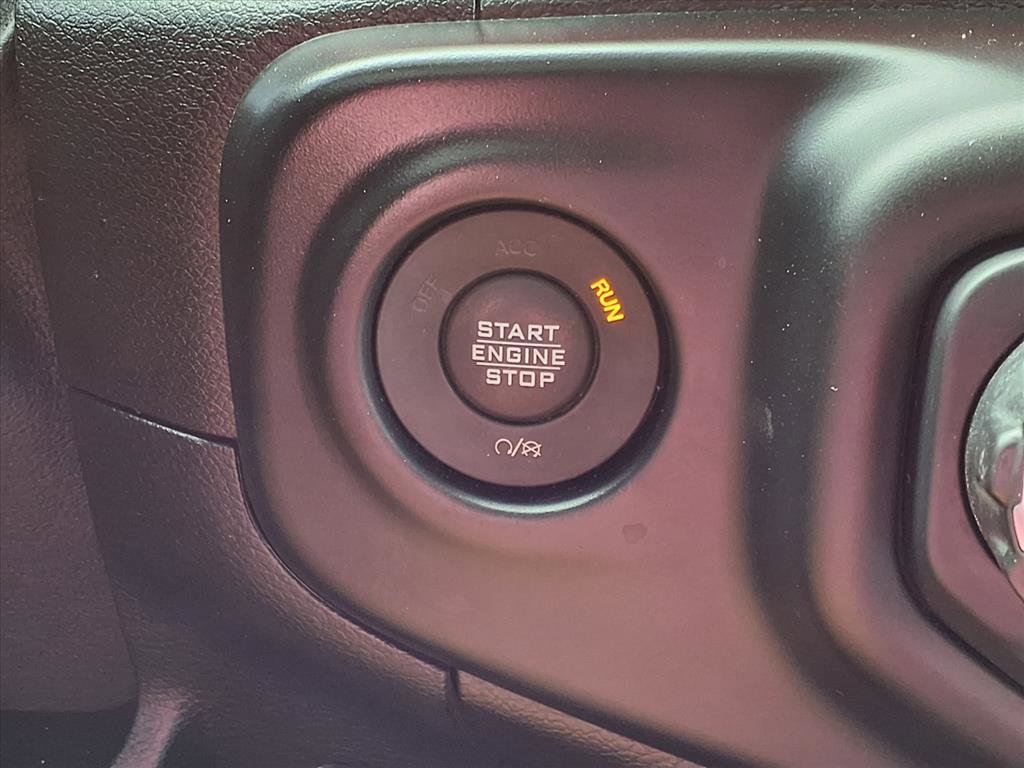 ACC
OFF
RUN
START
ENGINE
STOP